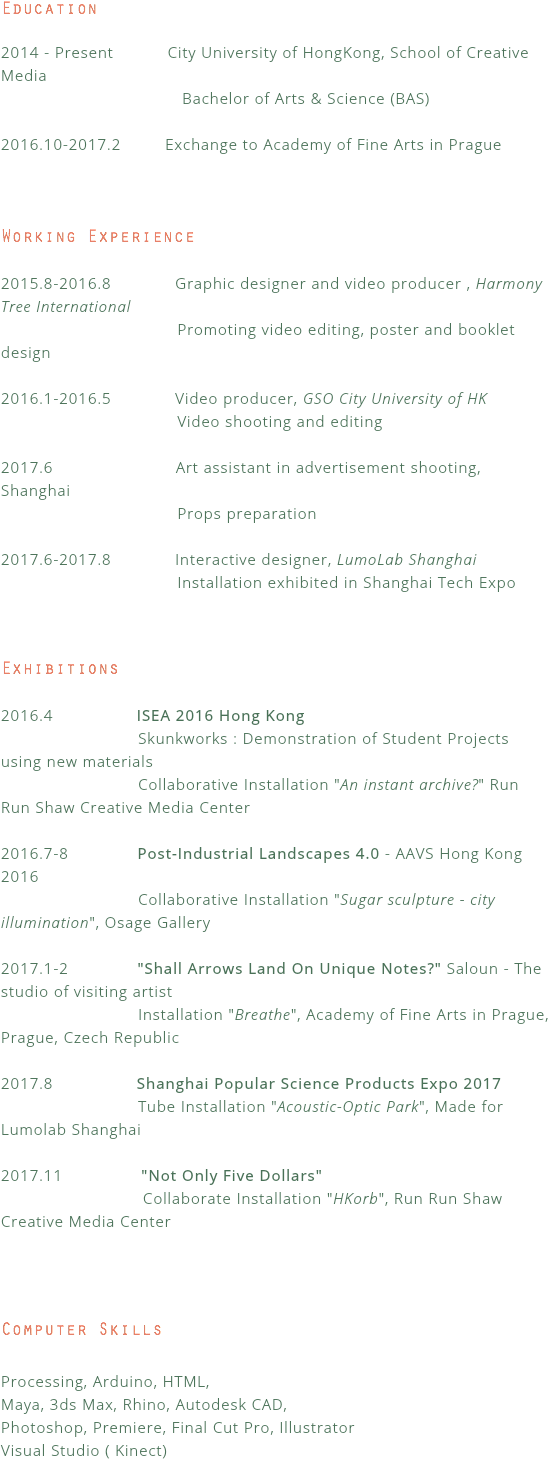 Education
2014 - Present City University of HongKong, School of Creative
Media
Bachelor of Arts & Science (BAS)
2016.10-2017.2 Exchange to Academy of Fine Arts in Prague
Working Experience
2015.8-2016.8 Graphic designer and video producer , Harmony
Tree International
Promoting video editing, poster and booklet
design
2016.1-2016.5 Video producer, GSO City University of HK
Video shooting and editing
2017.6 Art assistant in advertisement shooting,
Shanghai
Props preparation
2017.6-2017.8 Interactive designer, LumoLab Shanghai
Installation exhibited in Shanghai Tech Expo
Exhibitions
2016.4 ISEA 2016 Hong Kong
Skunkworks : Demonstration of Student Projects
using new materials
Collaborative Installation "An instant archive?" Run
Run Shaw Creative Media Center
2016.7-8 Post-Industrial Landscapes 4.0 - AAVS Hong Kong
2016
Collaborative Installation "Sugar sculpture - city
illumination", Osage Gallery
2017.1-2 "Shall Arrows Land On Unique Notes?" Saloun - The
studio of visiting artist
Installation "Breathe", Academy of Fine Arts in Prague,
Prague, Czech Republic
2017.8 Shanghai Popular Science Products Expo 2017
Tube Installation "Acoustic-Optic Park", Made for
Lumolab Shanghai
2017.11 "Not Only Five Dollars"
Collaborate Installation "HKorb", Run Run Shaw
Creative Media Center
Computer Skills
Processing, Arduino, HTML,
Maya, 3ds Max, Rhino, Autodesk CAD,
Photoshop, Premiere, Final Cut Pro, Illustrator
Visual Studio ( Kinect)